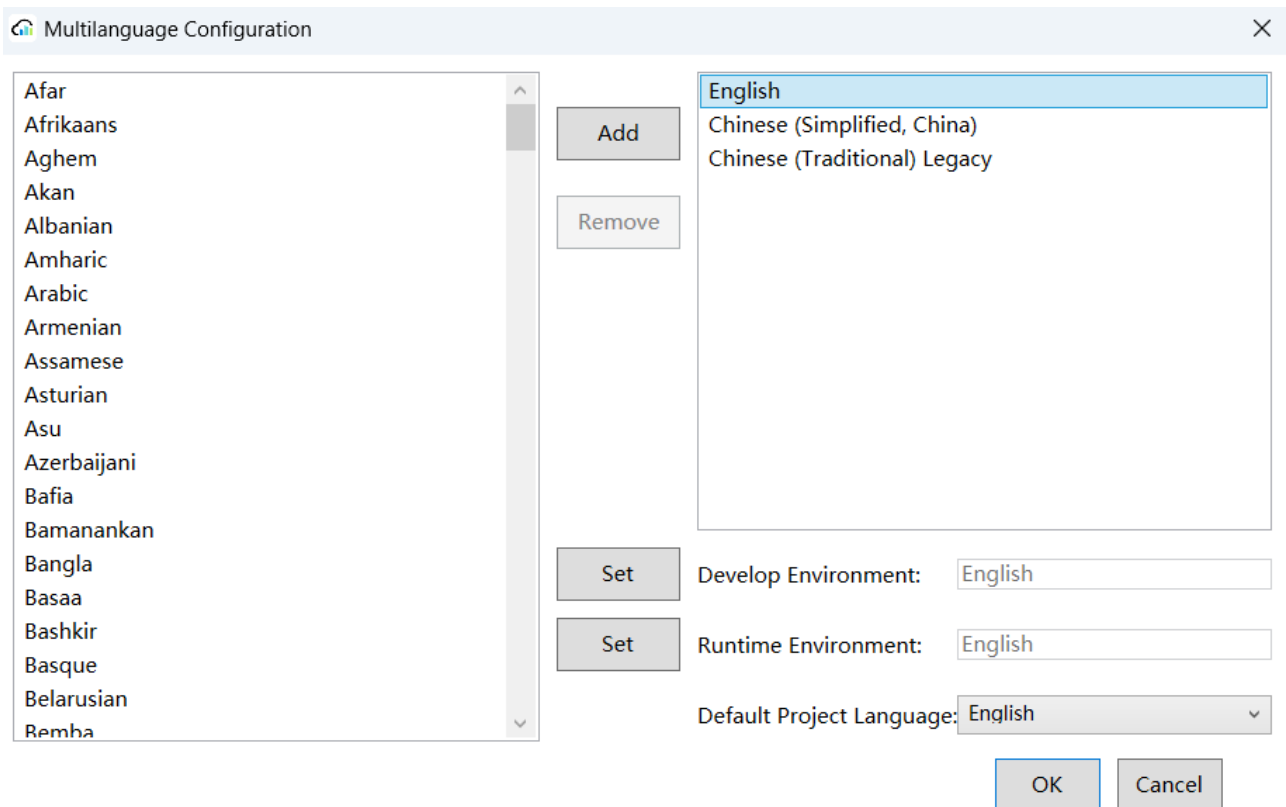 Multilanguage Configuration
Afar
Afrikaans
Aghem
Akan
Albanian
Amharic
Arabic
Armenian
Assamese
Asturian
Asu
Azerbaijani
Bafia
Bamanankan
Bangla
Basaa
Bashkir
Basque
Belarusian
Bemba
Add
Remove
English
Chinese (Simplified, China)
Chinese (Traditional) Legacy
Set
Develop Environment:
English
Set
Runtime Environment:
English
Default Project Language:
English
OK
Cancel